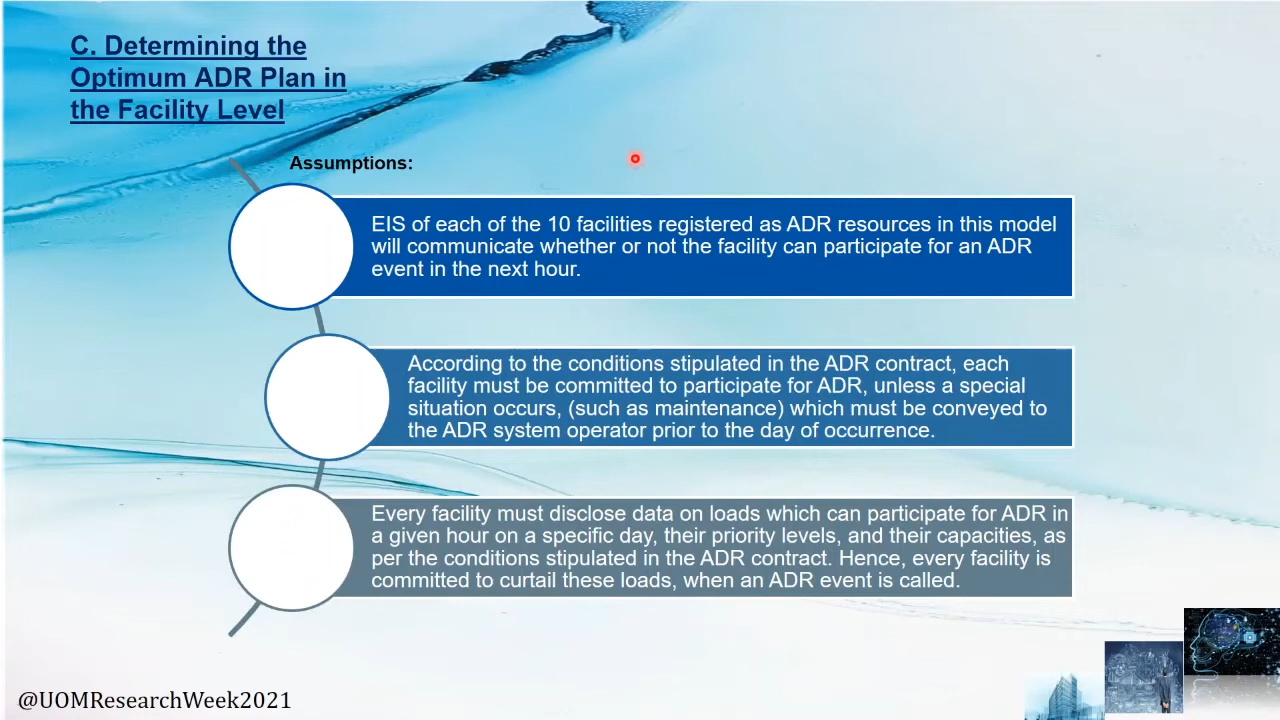 C. Determining the
Optimum ADR Plan in
the Facility Level
Assumptions:
EIS of each of the 10 facilities registered as ADR resources in this model
will communicate whether or not the facility can participate for an ADR
event in the next hour.
According to the conditions stipulated in the ADR contract, each
facility must be committed to participate for ADR, unless a special
situation occurs, (such as maintenance) which must be conveyed to
the ADR system operator prior to the day of occurrence.
Every facility must disclose data on loads which can participate for ADR in
a given hour on a specific day, their priority levels, and their capacities, as
per the conditions stipulated in the ADR contract. Hence, every facility is
committed to curtail these loads, when an ADR event is called.
@UOMResearchWeek2021